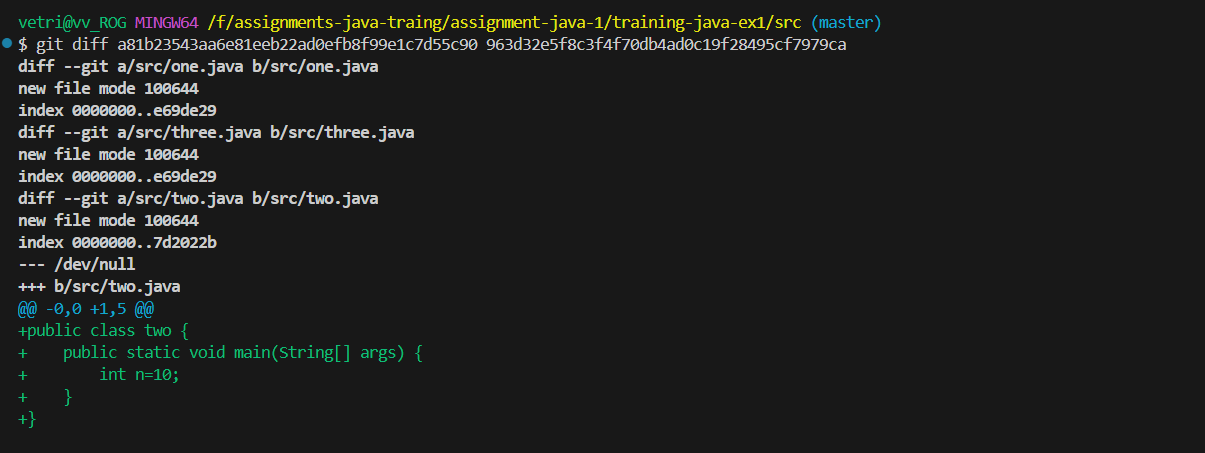 vetri@vv_ROG MINGW64 /f/assignments-java-traing/assignment-java-1/training-java-ex1/src (master)
$ git diff a81b23543aa6e81eeb22ad0efb8f99e1c7d55c90 963d32e5f8c3f4f70db4ad0c19f28495cf7979ca
diff --git a/src/one.java b/src/one.java
new file mode 100644
index 0000000..e69de29
diff --git a/src/three.java b/src/three.java
new file mode 100644
index 0000000..e69de29
diff --git a/src/two.java b/src/two.java
new file mode 100644
index 0000000..7d2022b
--- /dev/null
+++ b/src/two.java
@@ -0,0 +1,5 @@
+public class two {
+    public static void main(String[] args) {
+        int n=10;
+    }
+}